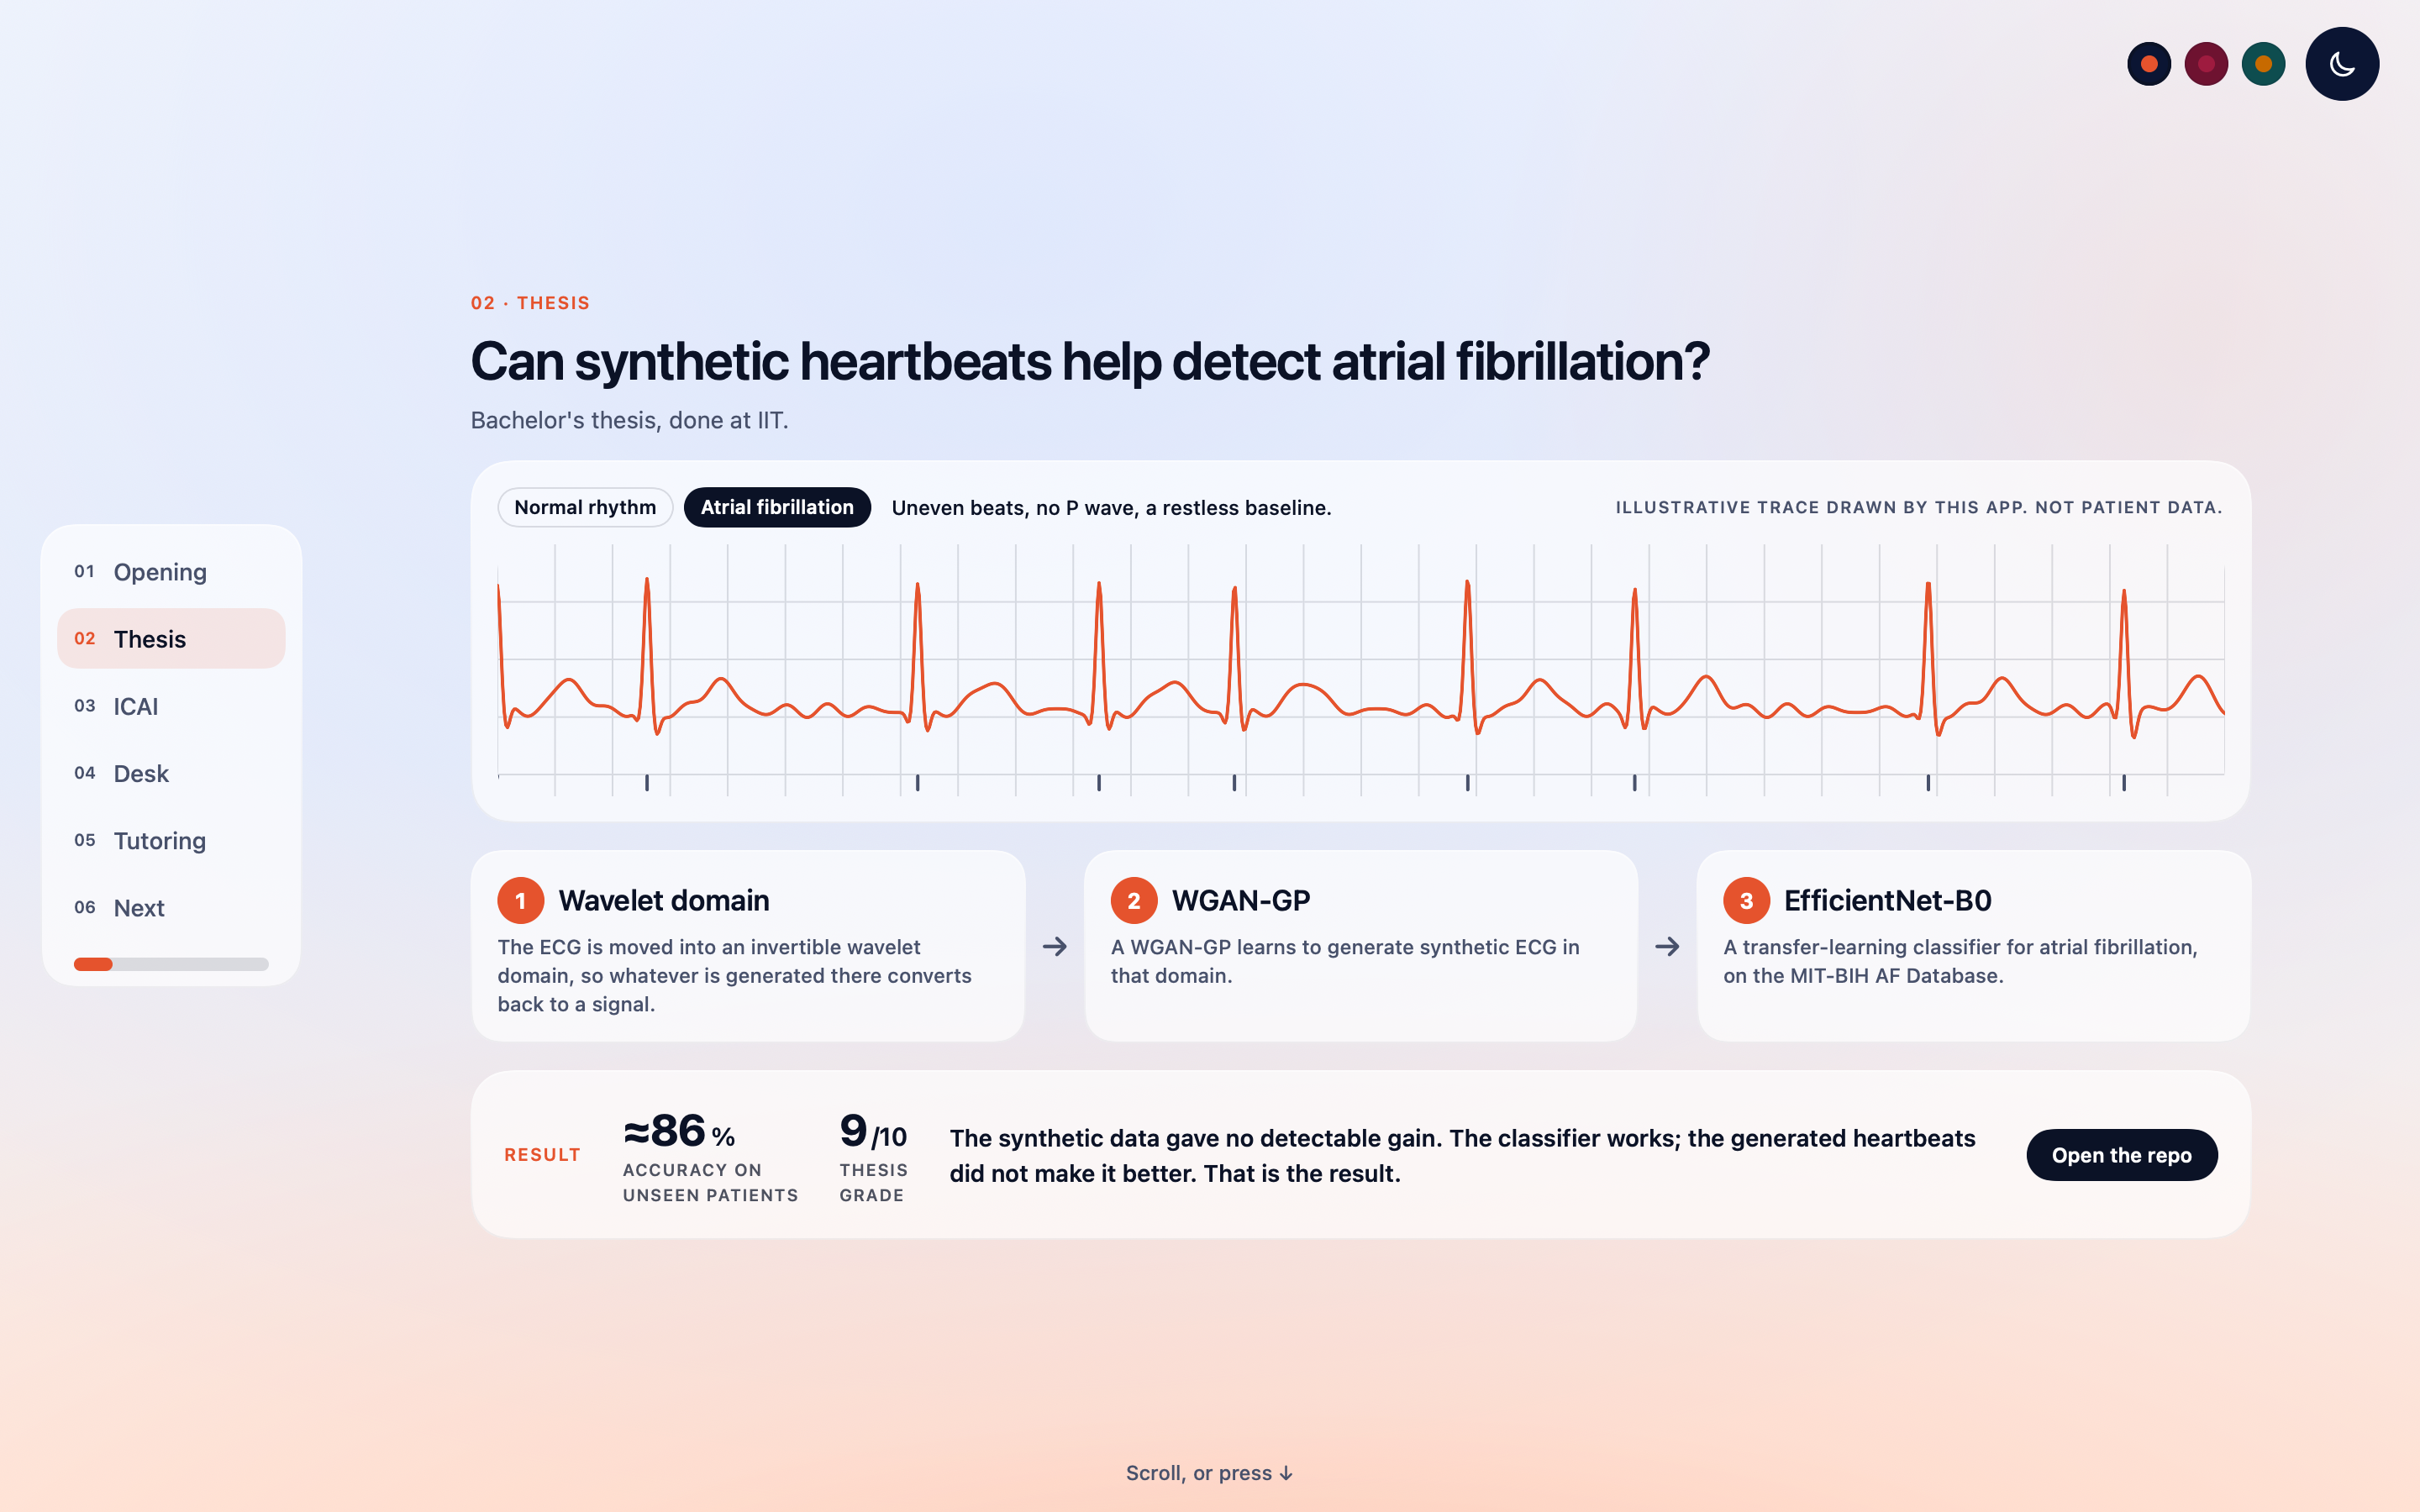 02 · THESIS
Can synthetic heartbeats help detect atrial fibrillation?
Bachelor's thesis, done at IIT.
Normal rhythm
Atrial fibrillation
Uneven beats, no P wave, a restless baseline.
ILLUSTRATIVE TRACE DRAWN BY THIS APP. NOT PATIENT DATA.
01 Opening
02 Thesis
03 ICAI
04 Desk
05 Tutoring
06 Next
1 Wavelet domain
The ECG is moved into an invertible wavelet
domain, so whatever is generated there converts
back to a signal.
→
2 WGAN-GP
A WGAN-GP learns to generate synthetic ECG in
that domain.
→
3 EfficientNet-B0
A transfer-learning classifier for atrial fibrillation,
on the MIT-BIH AF Database.
RESULT
≈86 %
ACCURACY ON
UNSEEN PATIENTS
9 /10
THESIS
GRADE
The synthetic data gave no detectable gain. The classifier works; the generated heartbeats
did not make it better. That is the result.
Open the repo
Scroll, or press ↓